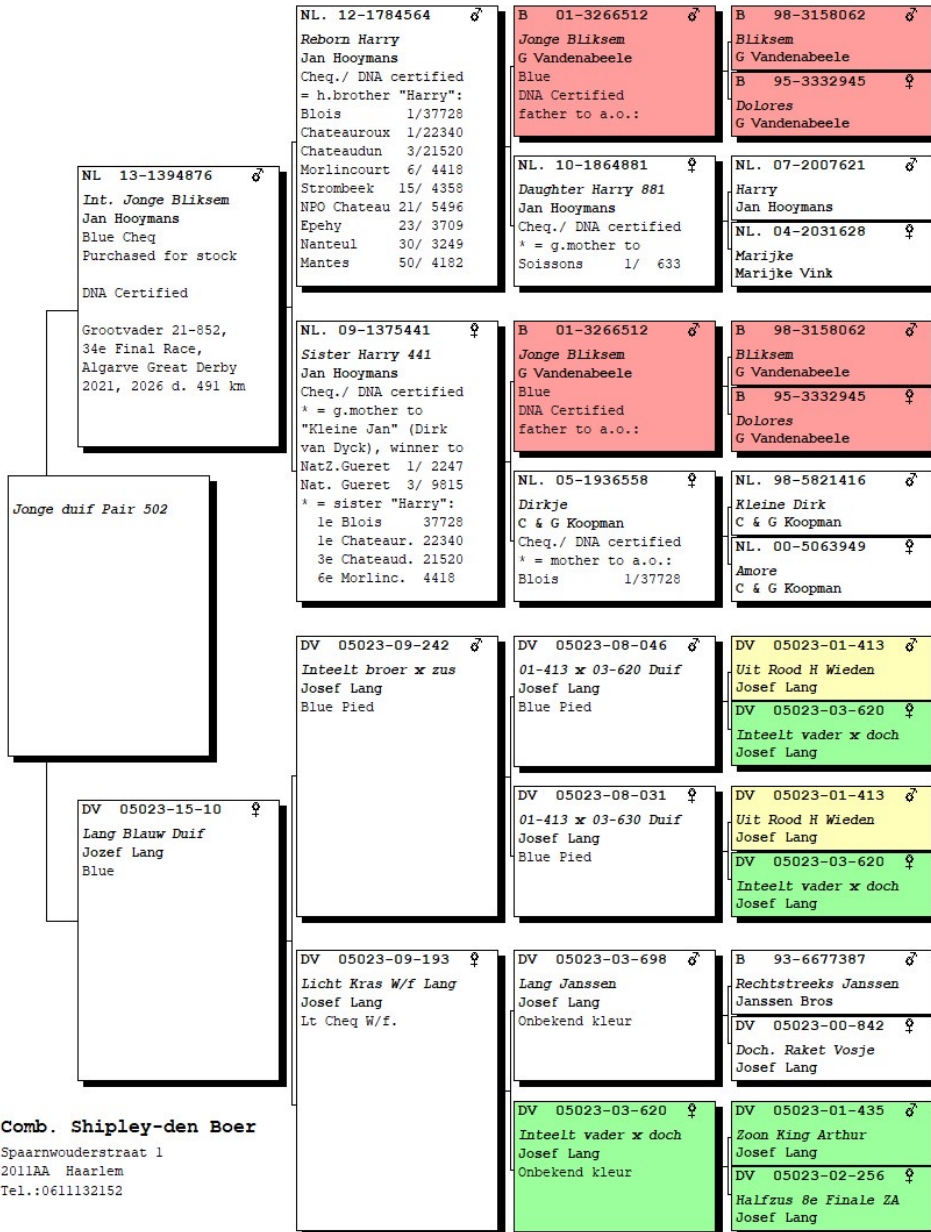 Jonge duif Pair 502
Comb. Shipley-den Boer
Spaarnwouderstraat 1
2011AA Haarlem
Tel.:0611132152
NL 13-1394876 ♂
Int. Jonge Bliksem
Jan Hooymans
Blue Cheq
Purchased for stock
DNA Certified
Grootvader 21-852,
34e Final Race,
Algarve Great Derby
2021, 2026 d. 491 km
DV 05023-15-10 ♀
Lang Blauw Duif
Jozef Lang
Blue
NL. 12-1784564 ♂
Reborn Harry
Jan Hooymans
Cheq./ DNA certified
= h.brother "Harry":
Blois 1/37728
Chateauroux 1/22340
Chateaudun 3/21520
Morlincourt 6/ 4418
Strombeek 15/ 4358
NPO Chateau 21/ 5496
Epehy 23/ 3709
Nanteul 30/ 3249
Mantes 50/ 4182
NL. 09-1375441 ♀
Sister Harry 441
Jan Hooymans
Cheq./ DNA certified
* = g.mother to
"Kleine Jan" (Dirk
van Dyck), winner to
NatZ.Gueret 1/ 2247
Nat. Gueret 3/ 9815
* = sister "Harry":
1e Blois 37728
1e Chateaur. 22340
3e Chateaud. 21520
6e Morlinc. 4418
DV 05023-09-242 ♂
Inteelt broer x zus
Josef Lang
Blue Pied
DV 05023-09-193 ♀
Licht Kras W/f Lang
Josef Lang
Lt Cheq W/f.
B 01-3266512 ♂
Jonge Bliksem
G Vandenabeele
Blue
DNA Certified
father to a.o.:
NL. 10-1864881 ♀
Daughter Harry 881
Jan Hooymans
Cheq./ DNA certified
* = g.mother to
Soissons 1/ 633
B 01-3266512 ♂
Jonge Bliksem
G Vandenabeele
Blue
DNA Certified
father to a.o.:
NL. 05-1936558 ♀
Dirkje
C & G Koopman
Cheq./ DNA certified
* = mother to a.o.:
Blois 1/37728
DV 05023-08-046 ♂
01-413 x 03-620 Duif
Josef Lang
Blue Pied
DV 05023-08-031 ♀
01-413 x 03-630 Duif
Josef Lang
Blue Pied
DV 05023-03-698 ♂
Lang Janssen
Josef Lang
Onbekend kleur
DV 05023-03-620 ♀
Inteelt vader x doch
Josef Lang
Onbekend kleur
B 98-3158062 ♂
Bliksem
G Vandenabeele
B 95-3332945 ♀
Dolores
G Vandenabeele
NL. 07-2007621 ♂
Harry
Jan Hooymans
NL. 04-2031628 ♀
Marijke
Marijke Vink
B 98-3158062 ♂
Bliksem
G Vandenabeele
B 95-3332945 ♀
Dolores
G Vandenabeele
NL. 98-5821416 ♂
Kleine Dirk
C & G Koopman
NL. 00-5063949 ♀
Amore
C & G Koopman
DV 05023-01-413 ♂
Uit Rood H Wieden
Josef Lang
DV 05023-03-620 ♀
Inteelt vader x doch
Josef Lang
DV 05023-01-413 ♂
Uit Rood H Wieden
Josef Lang
DV 05023-03-620 ♀
Inteelt vader x doch
Josef Lang
B 93-6677387 ♂
Rechtstreeks Janssen
Janssen Bros
DV 05023-00-842 ♀
Doch. Raket Vosje
Josef Lang
DV 05023-01-435 ♂
Zoon King Arthur
Josef Lang
DV 05023-02-256 ♀
Halfzus 8e Finale ZA
Josef Lang